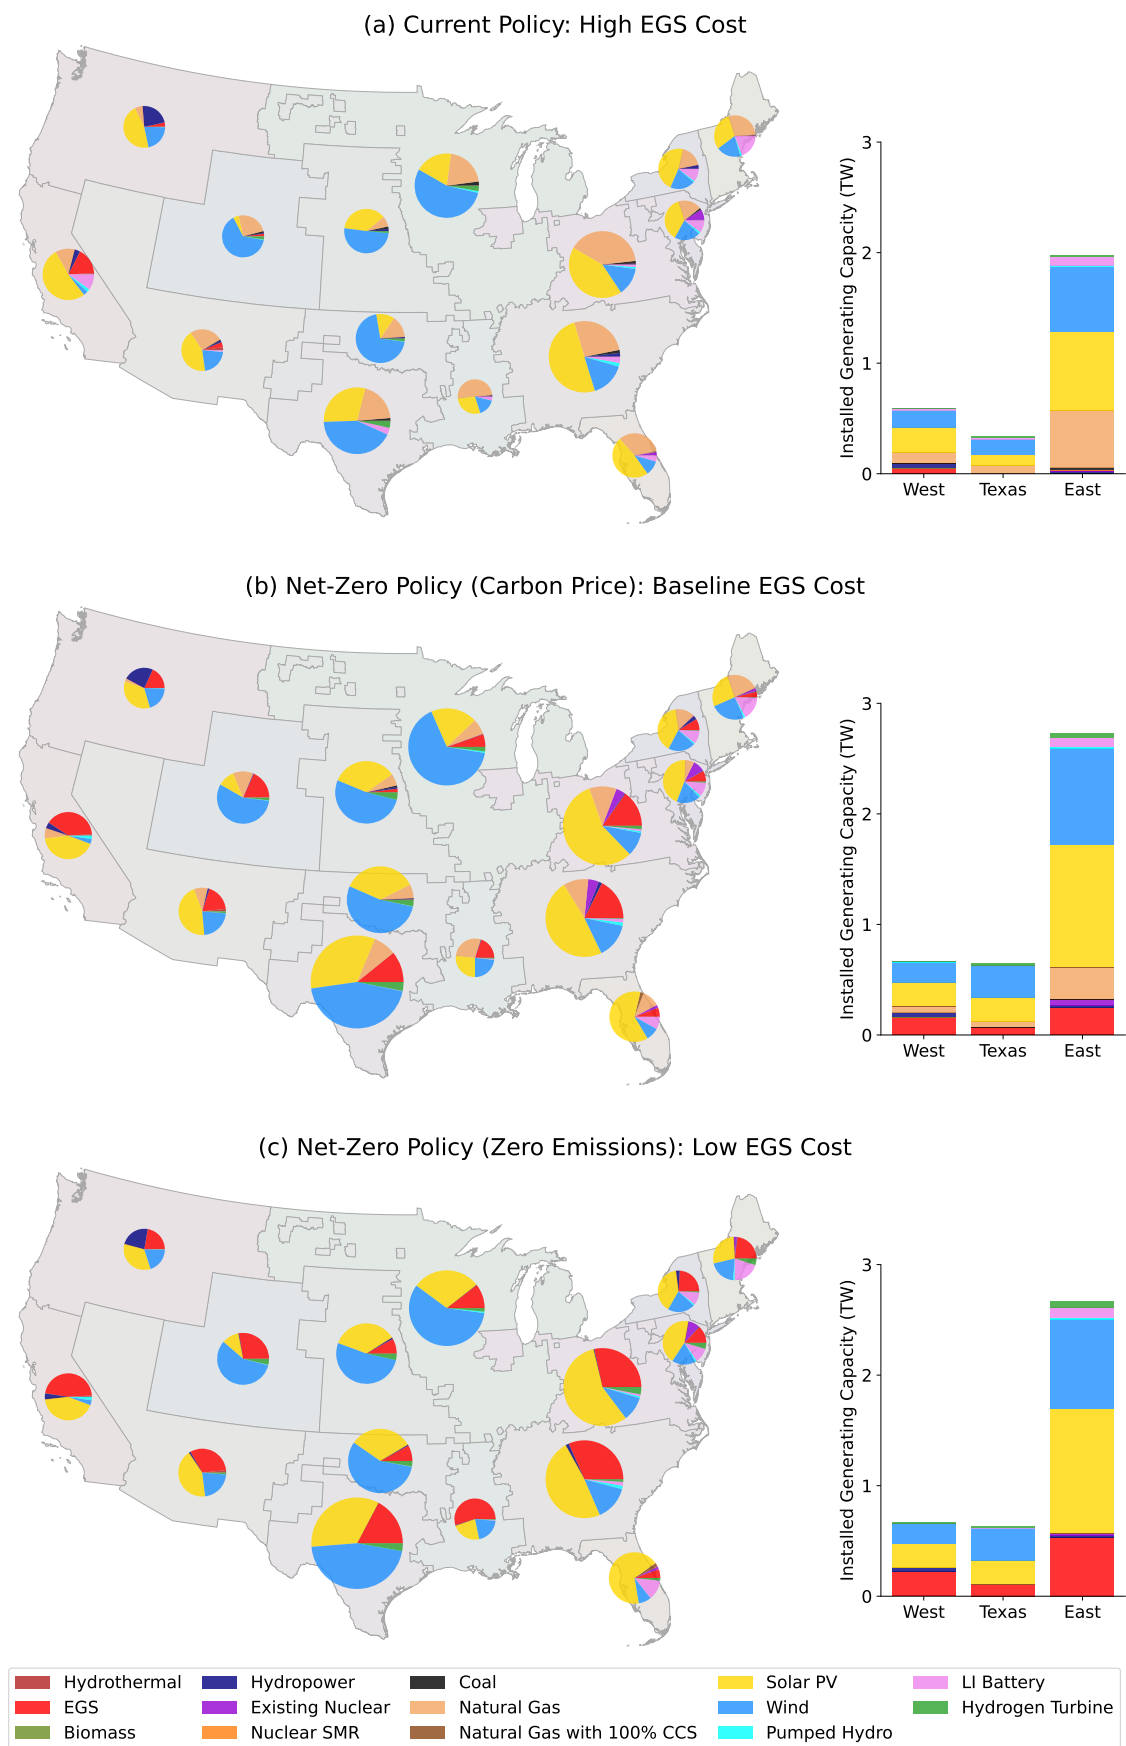 (a) Current Policy: High EGS Cost
Installed Generating Capacity (TW)
3
2
1
0
West Texas East
(b) Net-Zero Policy (Carbon Price): Baseline EGS Cost
Installed Generating Capacity (TW)
3
2
1
0
West Texas East
(c) Net-Zero Policy (Zero Emissions): Low EGS Cost
Installed Generating Capacity (TW)
3
2
1
0
West Texas East
Hydrothermal Hydropower Coal Solar PV LI Battery
EGS Existing Nuclear Natural Gas Wind Hydrogen Turbine
Biomass Nuclear SMR Natural Gas with 100% CCS Pumped Hydro